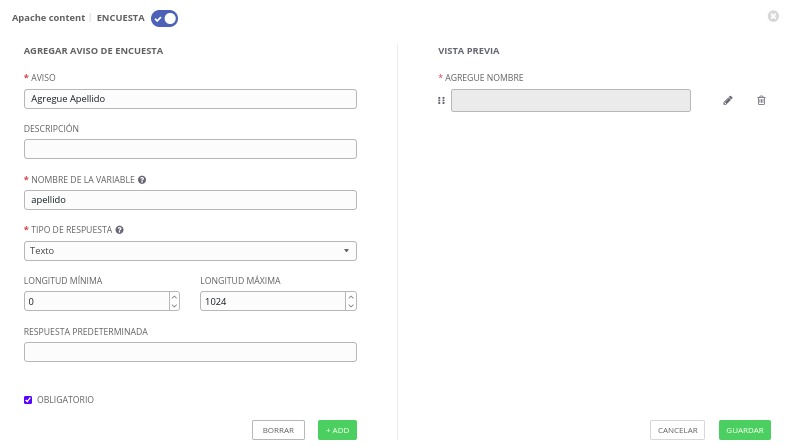 Apache content | ENCUESTA
AGREGAR AVISO DE ENCUESTA
* AVISO
Agregue Apellido
DESCRIPCIÓN
* NOMBRE DE LA VARIABLE ?
apellido
* TIPO DE RESPUESTA ?
Texto
LONGITUD MÍNIMA LONGITUD MÁXIMA
0 1024
RESPUESTA PREDETERMINADA
OBLIGATORIO
BORRAR + ADD
VISTA PREVIA
* AGREGUE NOMBRE
CANCELAR GUARDAR